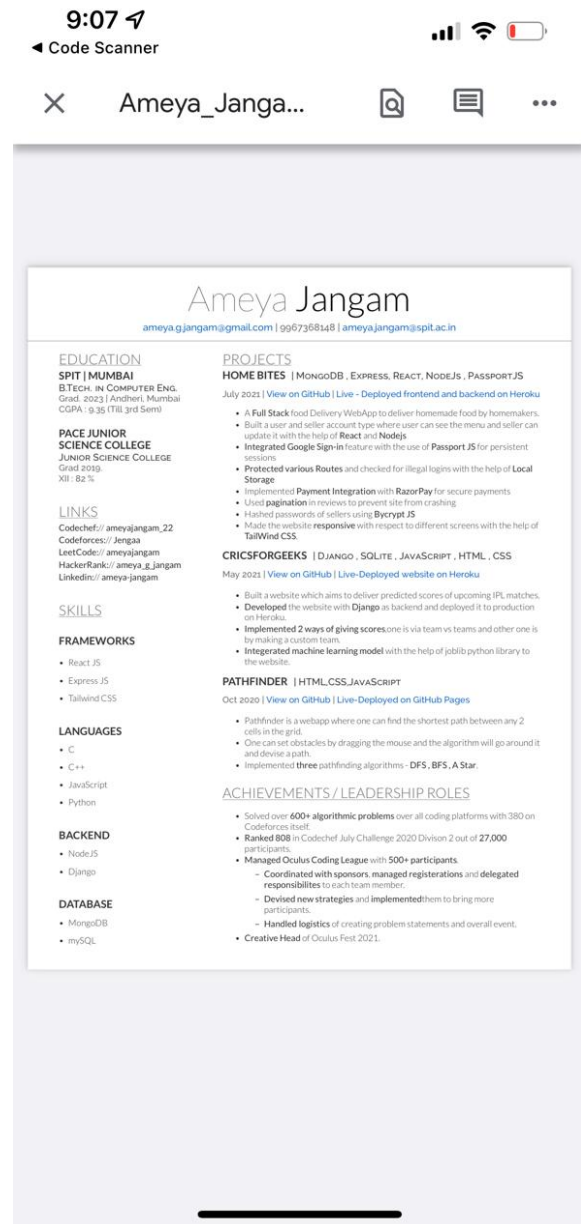 9:07
◀ Code Scanner
Ameya_Janga...
Ameya Jangam
ameya.g.jangam@gmail.com | 9967368148 | ameya.jangam@spit.ac.in
EDUCATION
SPIT | MUMBAI
B.TECH. IN COMPUTER ENG.
Grad. 2023 | Andheri, Mumbai
CGPA : 9.35 (Till 3rd Sem)
PACE JUNIOR
SCIENCE COLLEGE
JUNIOR SCIENCE COLLEGE
Grad 2019.
XII : 82 %
LINKS
Codechef:// ameyajangam_22
Codeforces:// Jengaa
LeetCode:// ameyajangam
HackerRank:// ameya_g_jangam
Linkedin:// ameya-jangam
SKILLS
FRAMEWORKS
• React JS
• Express JS
• Tailwind CSS
LANGUAGES
• C
• C++
• JavaScript
• Python
BACKEND
• NodeJS
• Django
DATABASE
• MongoDB
• mySQL
PROJECTS
HOME BITES | MONGODB , EXPRESS, REACT, NODEJS , PASSPORTJS
July 2021 | View on GitHub | Live - Deployed frontend and backend on Heroku
• A Full Stack food Delivery WebApp to deliver homemade food by homemakers.
• Built a user and seller account type where user can see the menu and seller can
update it with the help of React and Nodejs
• Integrated Google Sign-in feature with the use of Passport JS for persistent
sessions
• Protected various Routes and checked for illegal logins with the help of Local
Storage
• Implemented Payment Integration with RazorPay for secure payments
• Used pagination in reviews to prevent site from crashing
• Hashed passwords of sellers using Bycrypt JS
• Made the website responsive with respect to different screens with the help of
TailWind CSS.
CRICSFORGEEKS | DJANGO , SQLITE , JAVASCRIPT , HTML , CSS
May 2021 | View on GitHub | Live-Deployed website on Heroku
• Built a website which aims to deliver predicted scores of upcoming IPL matches.
• Developed the website with Django as backend and deployed it to production
on Heroku.
• Implemented 2 ways of giving scores,one is via team vs teams and other one is
by making a custom team.
• Integerated machine learning model with the help of joblib python library to
the website.
PATHFINDER | HTML,CSS,JAVASCRIPT
Oct 2020 | View on GitHub | Live-Deployed on GitHub Pages
• Pathfinder is a webapp where one can find the shortest path between any 2
cells in the grid.
• One can set obstacles by dragging the mouse and the algorithm will go around it
and devise a path.
• Implemented three pathfinding algorithms - DFS , BFS , A Star.
ACHIEVEMENTS / LEADERSHIP ROLES
• Solved over 600+ algorithmic problems over all coding platforms with 380 on
Codeforces itself.
• Ranked 808 in Codechef July Challenge 2020 Divison 2 out of 27,000
participants.
• Managed Oculus Coding League with 500+ participants.
– Coordinated with sponsors, managed registerations and delegated
responsibilites to each team member.
– Devised new strategies and implementedthem to bring more
participants.
– Handled logistics of creating problem statements and overall event.
• Creative Head of Oculus Fest 2021.